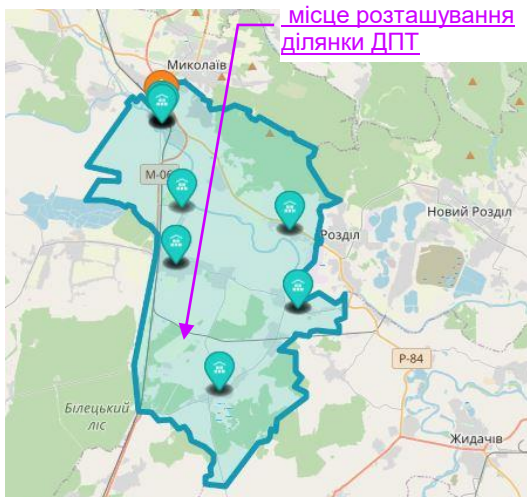 місце розташування
ділянки ДПТ
Миколаїв
М-06
Новий Розділ
Розділ
Р-84
Білецький
ліс
Жидачів